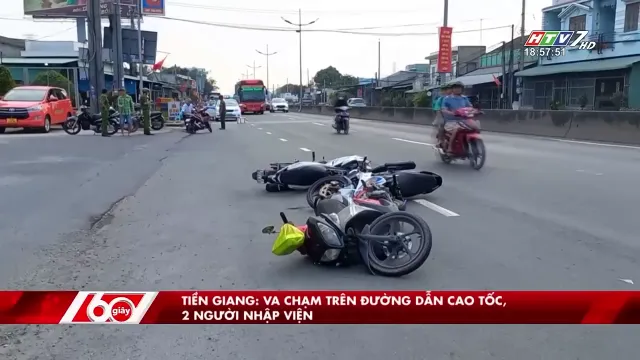 HTV7 HD
18:57:51
60 giây
TIỀN GIANG: VA CHẠM TRÊN ĐƯỜNG DẪN CAO TỐC,
2 NGƯỜI NHẬP VIỆN